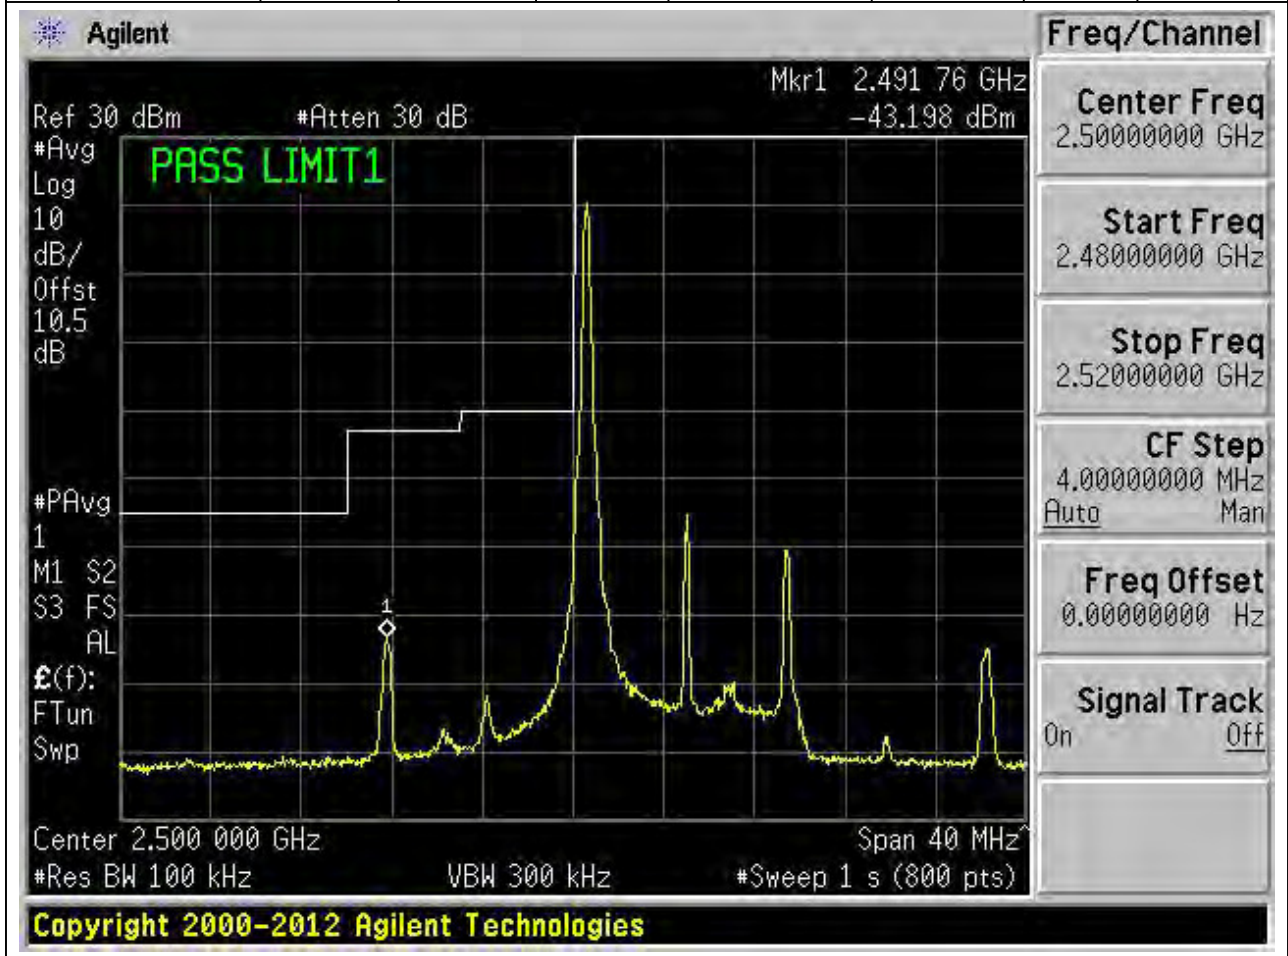 Agilent
Freq/Channel
Mkr1 2.491 76 GHz
Ref 30 dBm #Atten 30 dB -43.198 dBm
#Avg
Log
10
dB/
Offst
10.5
dB
#PAvg
1
M1 S2
S3 FS
AL
£(f):
FTun
Swp
PASS LIMIT1
1
Center 2.500 000 GHz Span 40 MHz^
#Res BW 100 kHz VBW 300 kHz #Sweep 1 s (800 pts)
Copyright 2000-2012 Agilent Technologies
Center Freq
2.50000000 GHz
Start Freq
2.48000000 GHz
Stop Freq
2.52000000 GHz
CF Step
4.00000000 MHz
Auto Man
Freq Offset
0.00000000 Hz
Signal Track
On Off